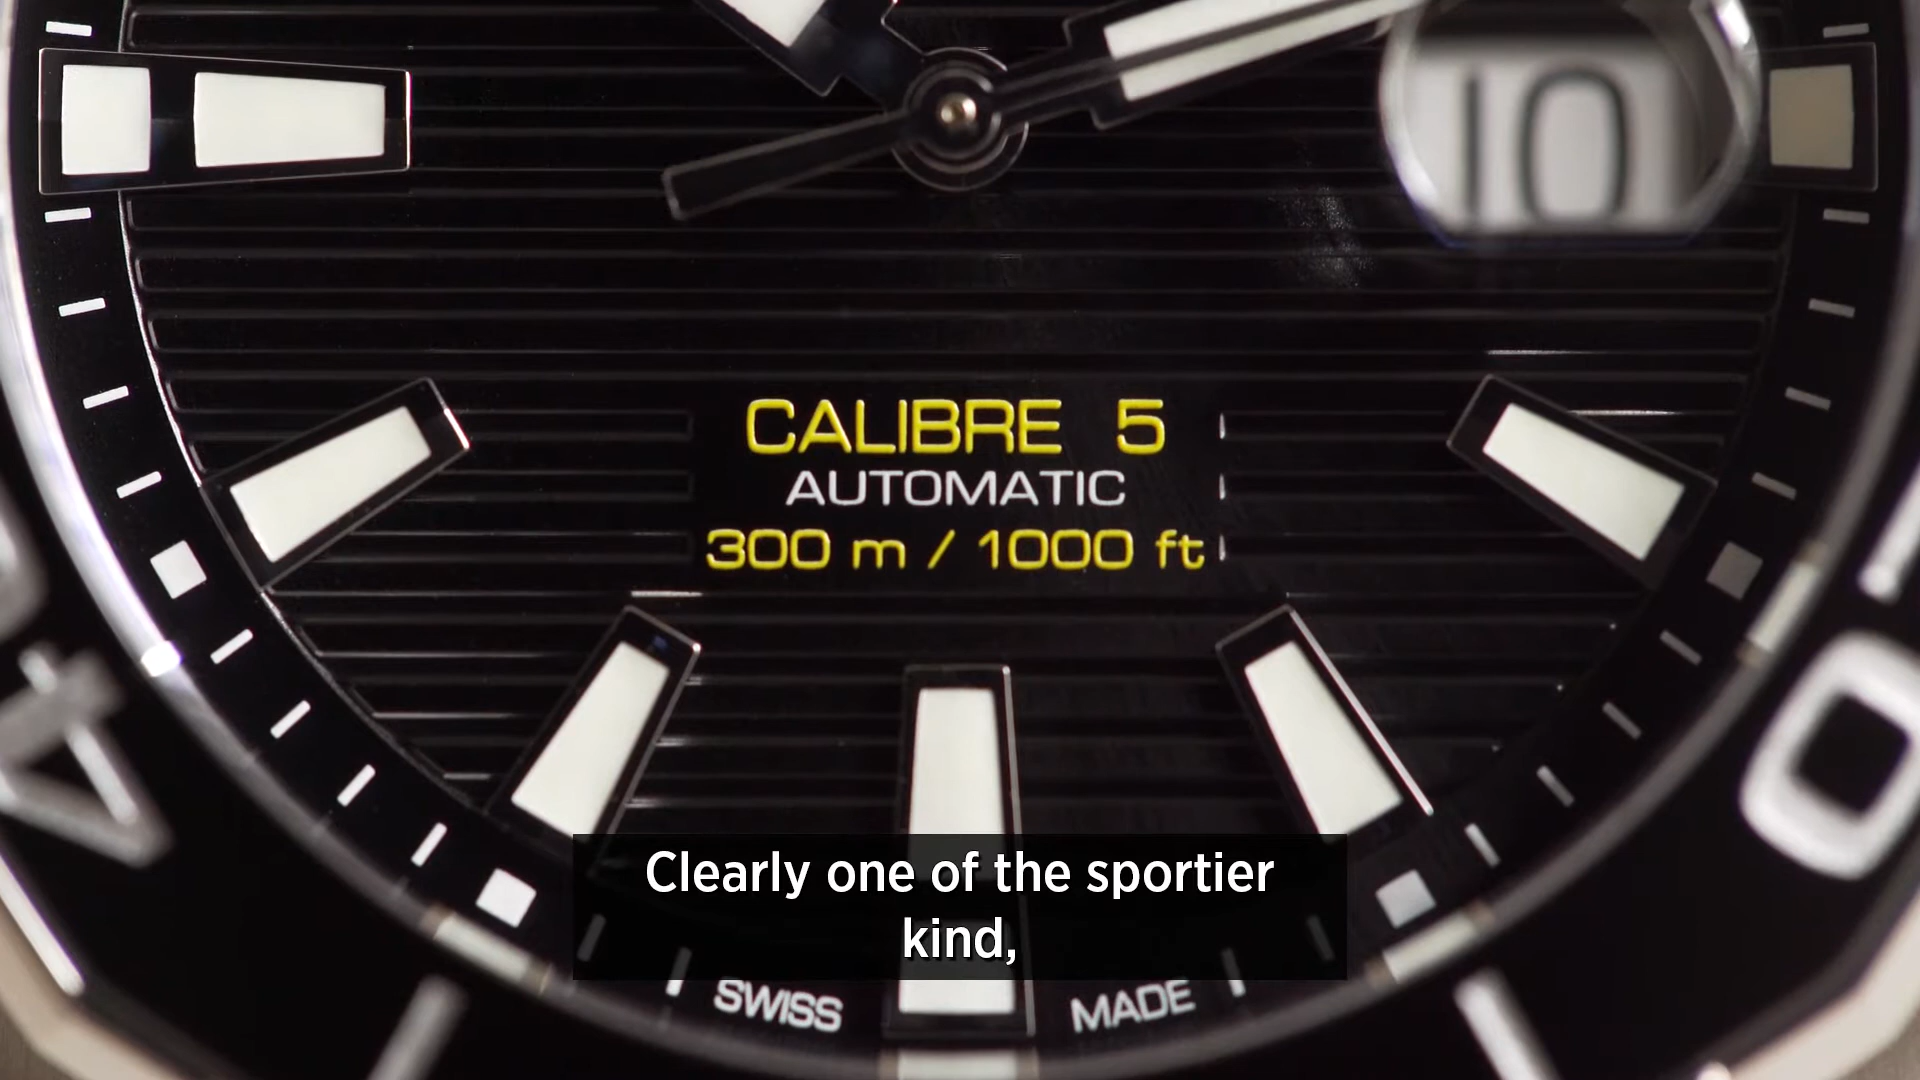 10
CALIBRE 5
AUTOMATIC
300 m / 1000 ft
Clearly one of the sportier
kind,
SWISS MADE